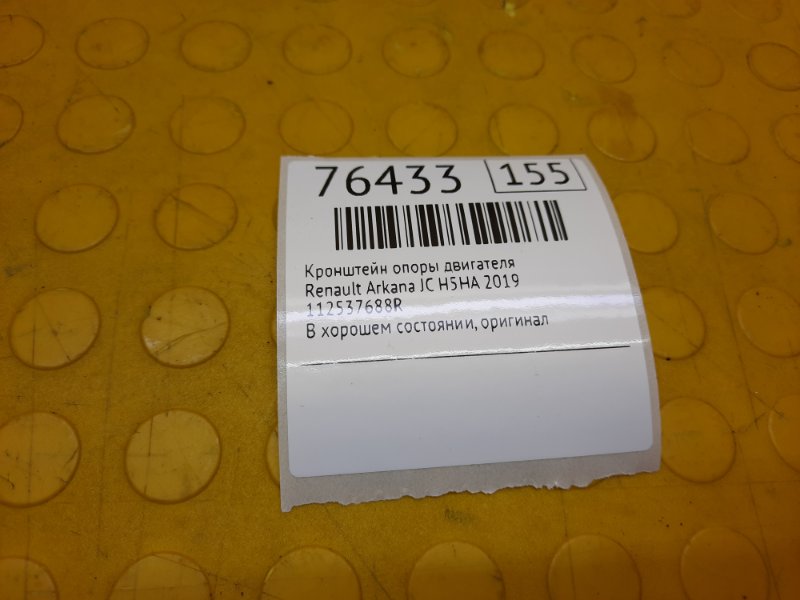 76433 155
Кронштейн опоры двигателя
Renault Arkana JC H5HA 2019
112537688R
В хорошем состоянии, оригинал